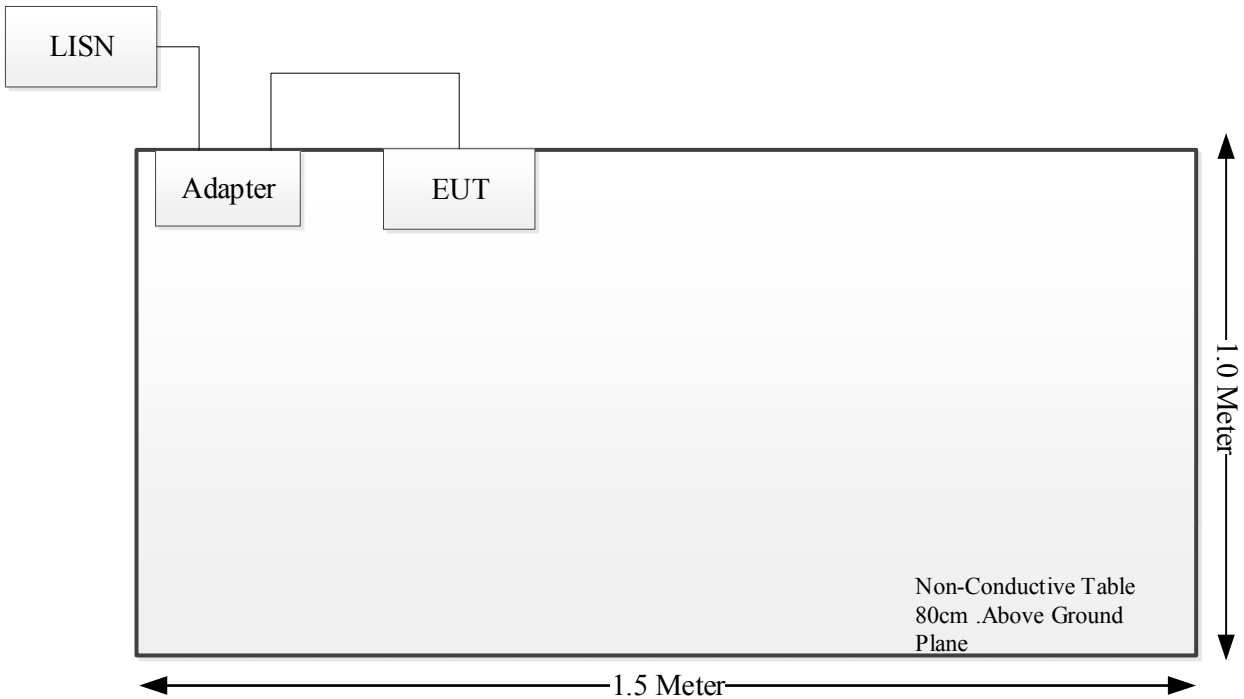 LISN
Adapter
EUT
1.0 Meter
Non-Conductive Table
80cm .Above Ground
Plane
1.5 Meter